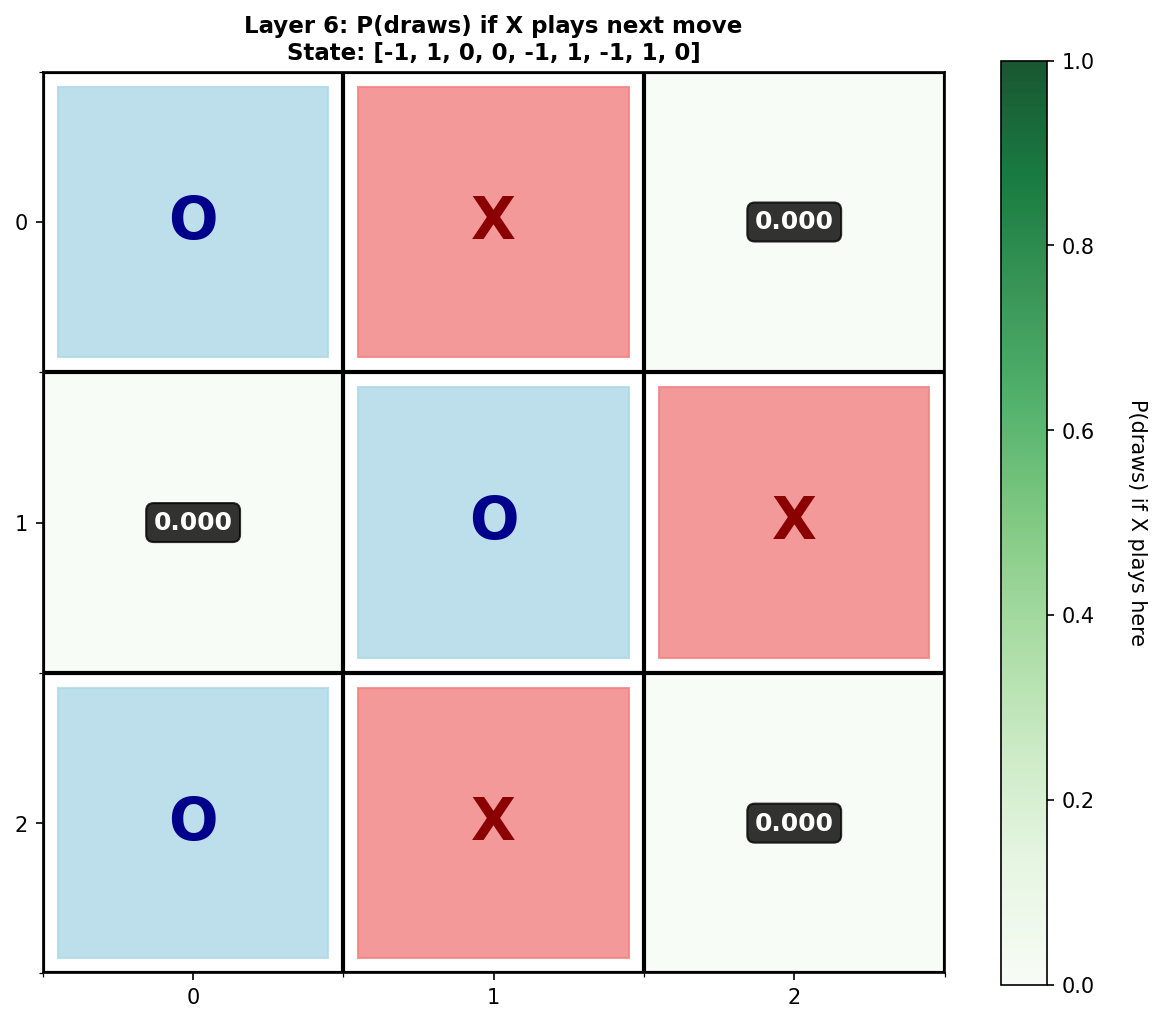 Layer 6: P(draws) if X plays next move
State: [-1, 1, 0, 0, -1, 1, -1, 1, 0]
0
O
X
0.000
1
0.000
O
X
2
O
X
0.000
0
1
2
1.0
0.8
0.6
0.4
0.2
0.0
P(draws) if X plays here